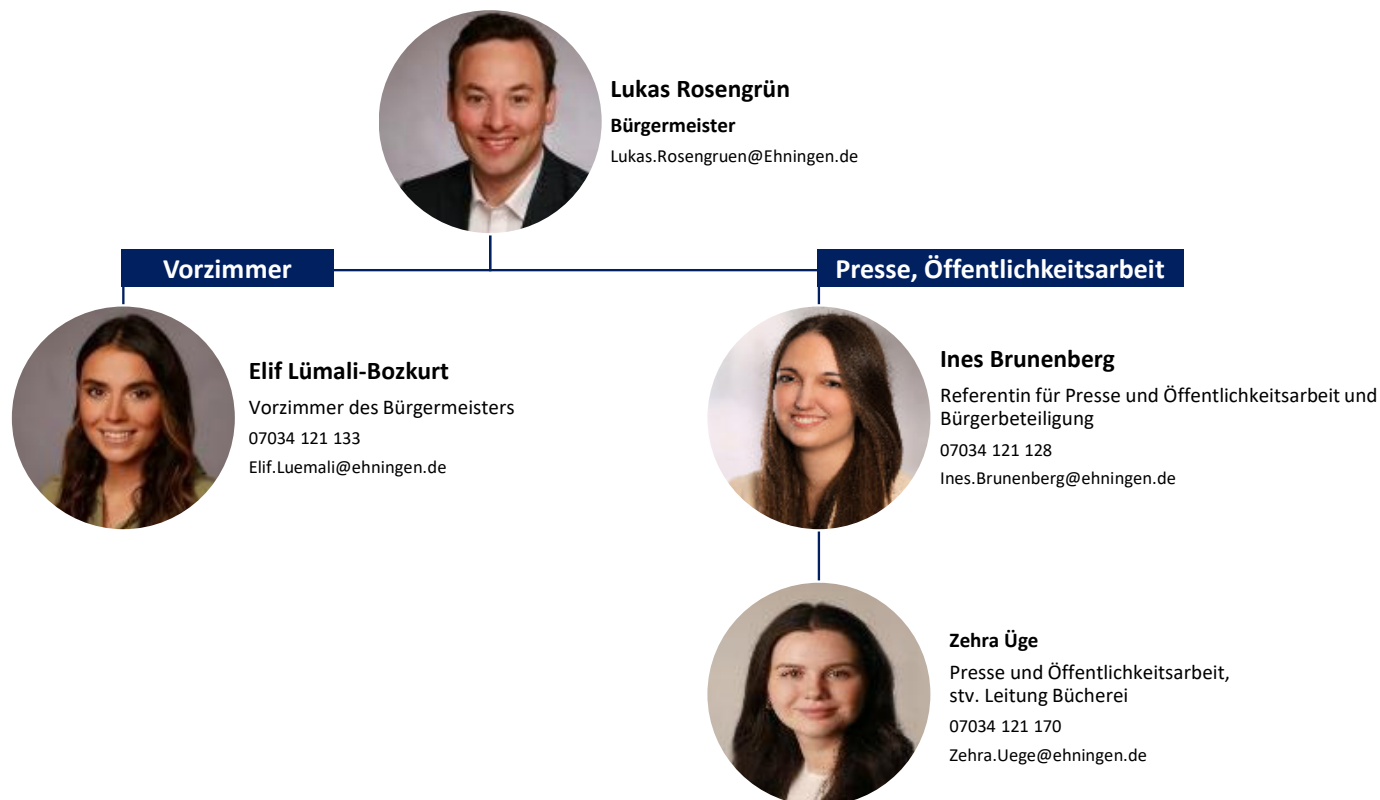 Lukas Rosengrün
Bürgermeister
Lukas.Rosengruen@Ehningen.de
Vorzimmer
Presse, Öffentlichkeitsarbeit
Elif Lümali-Bozkurt
Vorzimmer des Bürgermeisters
07034 121 133
Elif.Luemali@ehningen.de
Ines Brunenberg
Referentin für Presse und Öffentlichkeitsarbeit und
Bürgerbeteiligung
07034 121 128
Ines.Brunenberg@ehningen.de
Zehra Üge
Presse und Öffentlichkeitsarbeit,
stv. Leitung Bücherei
07034 121 170
Zehra.Uege@ehningen.de